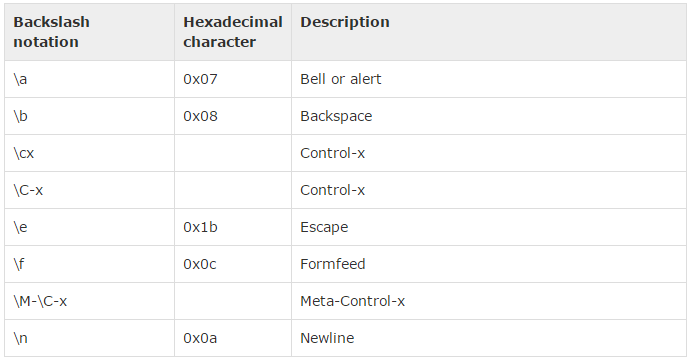 Backslash notation Hexadecimal character Description
\a 0x07 Bell or alert
\b 0x08 Backspace
\cx Control-x
\C-x Control-x
\e 0x1b Escape
\f 0x0c Formfeed
\M-\C-x Meta-Control-x
\n 0x0a Newline